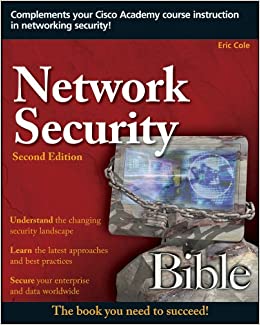 Complements your Cisco Academy course instruction
in networking security!
Eric Cole
Network
Security
Second Edition
Understand the changing
security landscape
Learn the latest approaches
and best practices
Secure your enterprise
and data worldwide
Bible
The book you need to succeed!